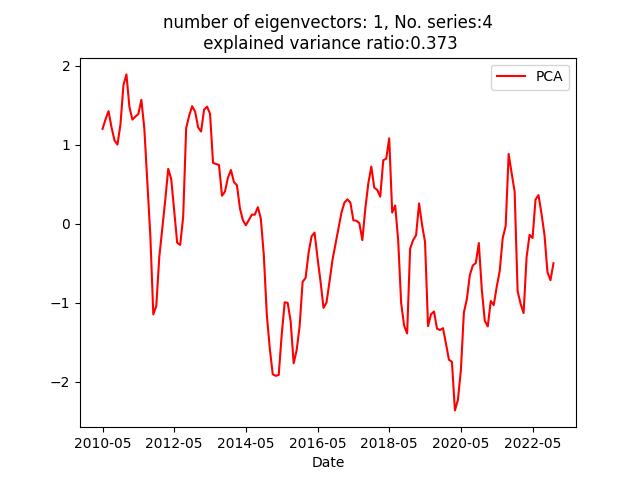 number of eigenvectors: 1, No. series:4
explained variance ratio:0.373
PCA
2
1
0
−1
−2
2010-05 2012-05 2014-05 2016-05 2018-05 2020-05 2022-05
Date